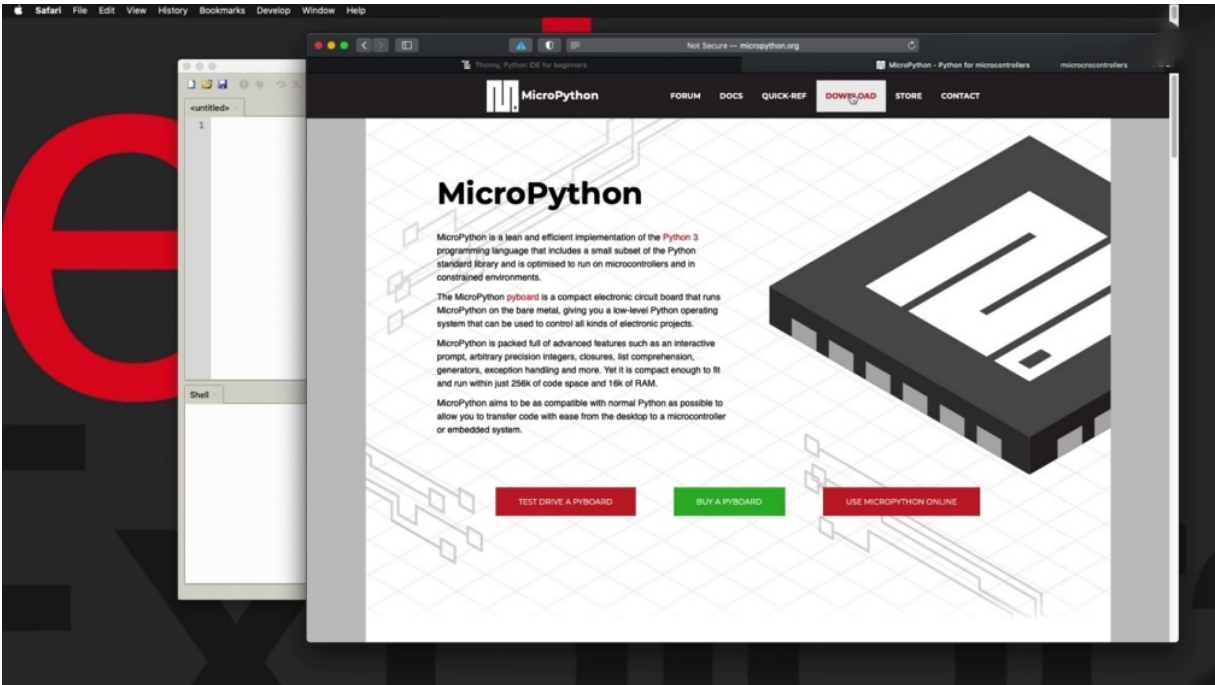 Safari File Edit View History Bookmarks Develop Window Help
Not Secure — micropython.org
Thonny, Python IDE for beginners
MicroPython - Python for microcontrollers
microcrocontrollers
MicroPython
FORUM DOCS QUICK-REF DOWNLOAD STORE CONTACT
<untitled>
1
Shell
MicroPython
MicroPython is a lean and efficient implementation of the Python 3
programming language that includes a small subset of the Python
standard library and is optimised to run on microcontrollers and in
constrained environments.
The MicroPython pyboard is a compact electronic circuit board that runs
MicroPython on the bare metal, giving you a low-level Python operating
system that can be used to control all kinds of electronic projects.
MicroPython is packed full of advanced features such as an interactive
prompt, arbitrary precision integers, closures, list comprehension,
generators, exception handling and more. Yet it is compact enough to fit
and run within just 256k of code space and 16k of RAM.
MicroPython aims to be as compatible with normal Python as possible to
allow you to transfer code with ease from the desktop to a microcontroller
or embedded system.
TEST DRIVE A PYBOARD
BUY A PYBOARD
USE MICROPYTHON ONLINE